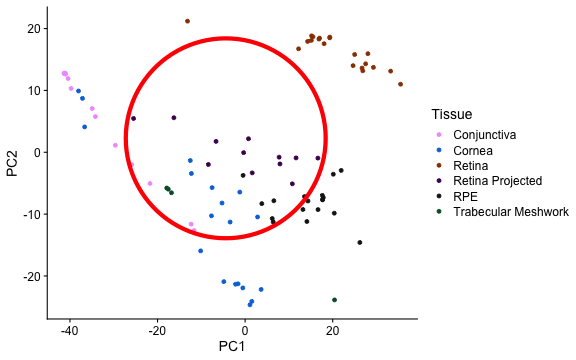 20
10
0
-10
-20
PC2
-40
-20
0
20
PC1
Tissue
Conjunctiva
Cornea
Retina
Retina Projected
RPE
Trabecular Meshwork